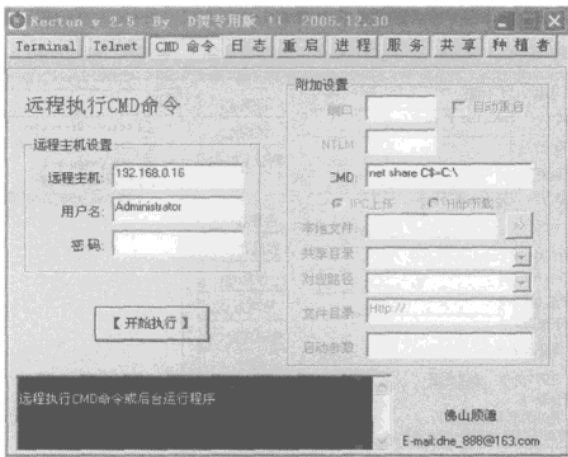 Recton v 2.5 By D贺专用版 !! 2005.12.30
Terminal Telnet CMD 命令 日 志 重 启 进 程 服 务 共 享 种 植 者
远程执行CMD命令
远程主机设置
远程主机: 192.168.0.16
用户名: Administrator
密码:
【 开始执行 】
附加设置
端口: 自动重启
NTLM:
CMD: net share C$=C:\
IPC上传 Http下载
本地文件: >>
共享目录:
对应路径:
文件目录: Http://
启动参数:
远程执行CMD命令或后台运行程序
佛山顺德
E-mail:dhe_888@163.com